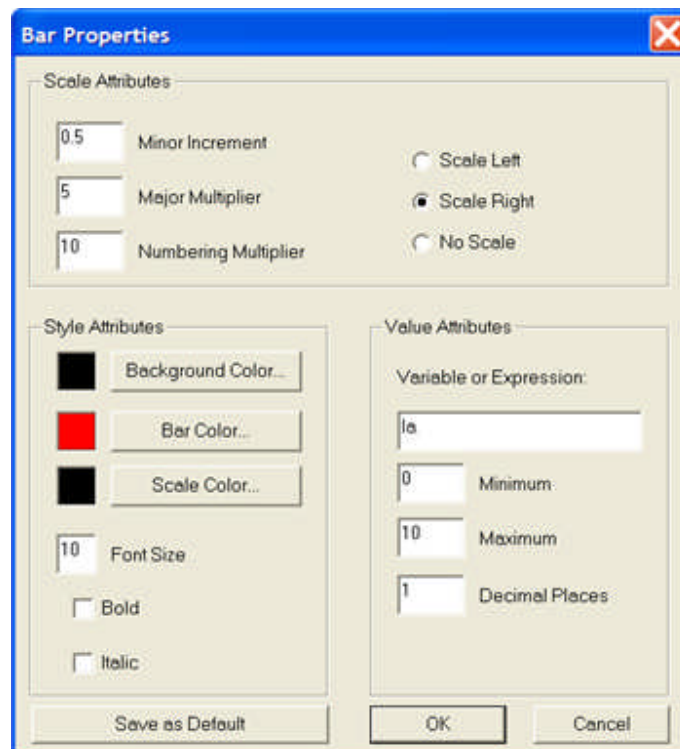 Bar Properties
Scale Attributes
0.5 Minor Increment
5 Major Multiplier
10 Numbering Multiplier
Scale Left
Scale Right
No Scale
Style Attributes
Background Color...
Bar Color...
Scale Color...
10 Font Size
Bold
Italic
Value Attributes
Variable or Expression:
Ia
0 Minimum
10 Maximum
1 Decimal Places
Save as Default
OK
Cancel